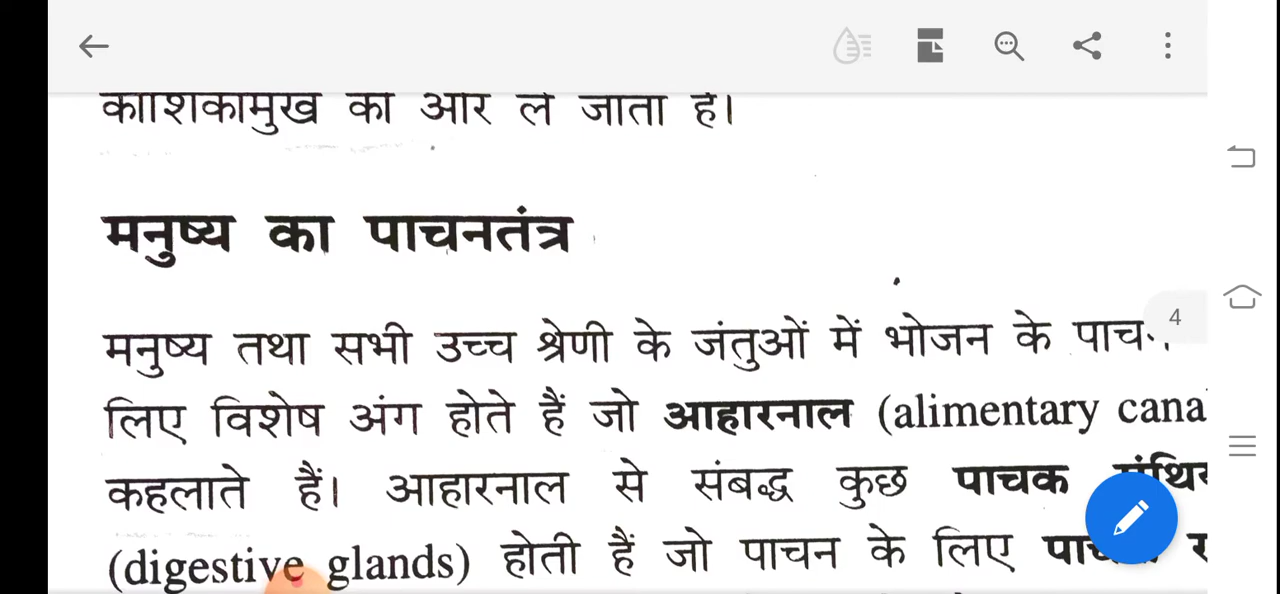 कोशिकामुख की ओर ले जाता है।
मनुष्य का पाचनतंत्र
मनुष्य तथा सभी उच्च श्रेणी के जंतुओं में भोजन के
4
लिए विशेष अंग होते हैं जो आहारनाल (alimentary cana
कहलाते हैं। आहारनाल से संबद्ध कुछ पाचक
(digestive glands) होती हैं जो पाचन के लिए